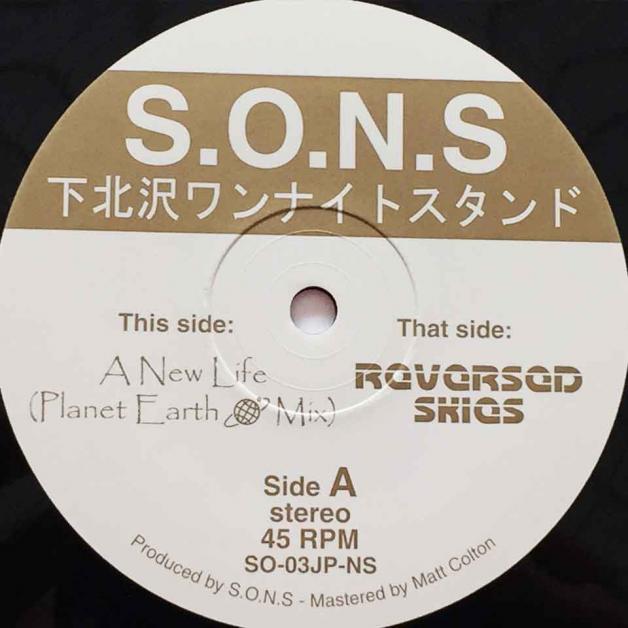 S.O.N.S
下北沢ワンナイトスタンド
This side:
A New Life
(Planet Earth Mix)
That side:
REVERSED
SKIES
Side A
stereo
45 RPM
SO-03JP-NS
Produced by S.O.N.S - Mastered by Matt Colton